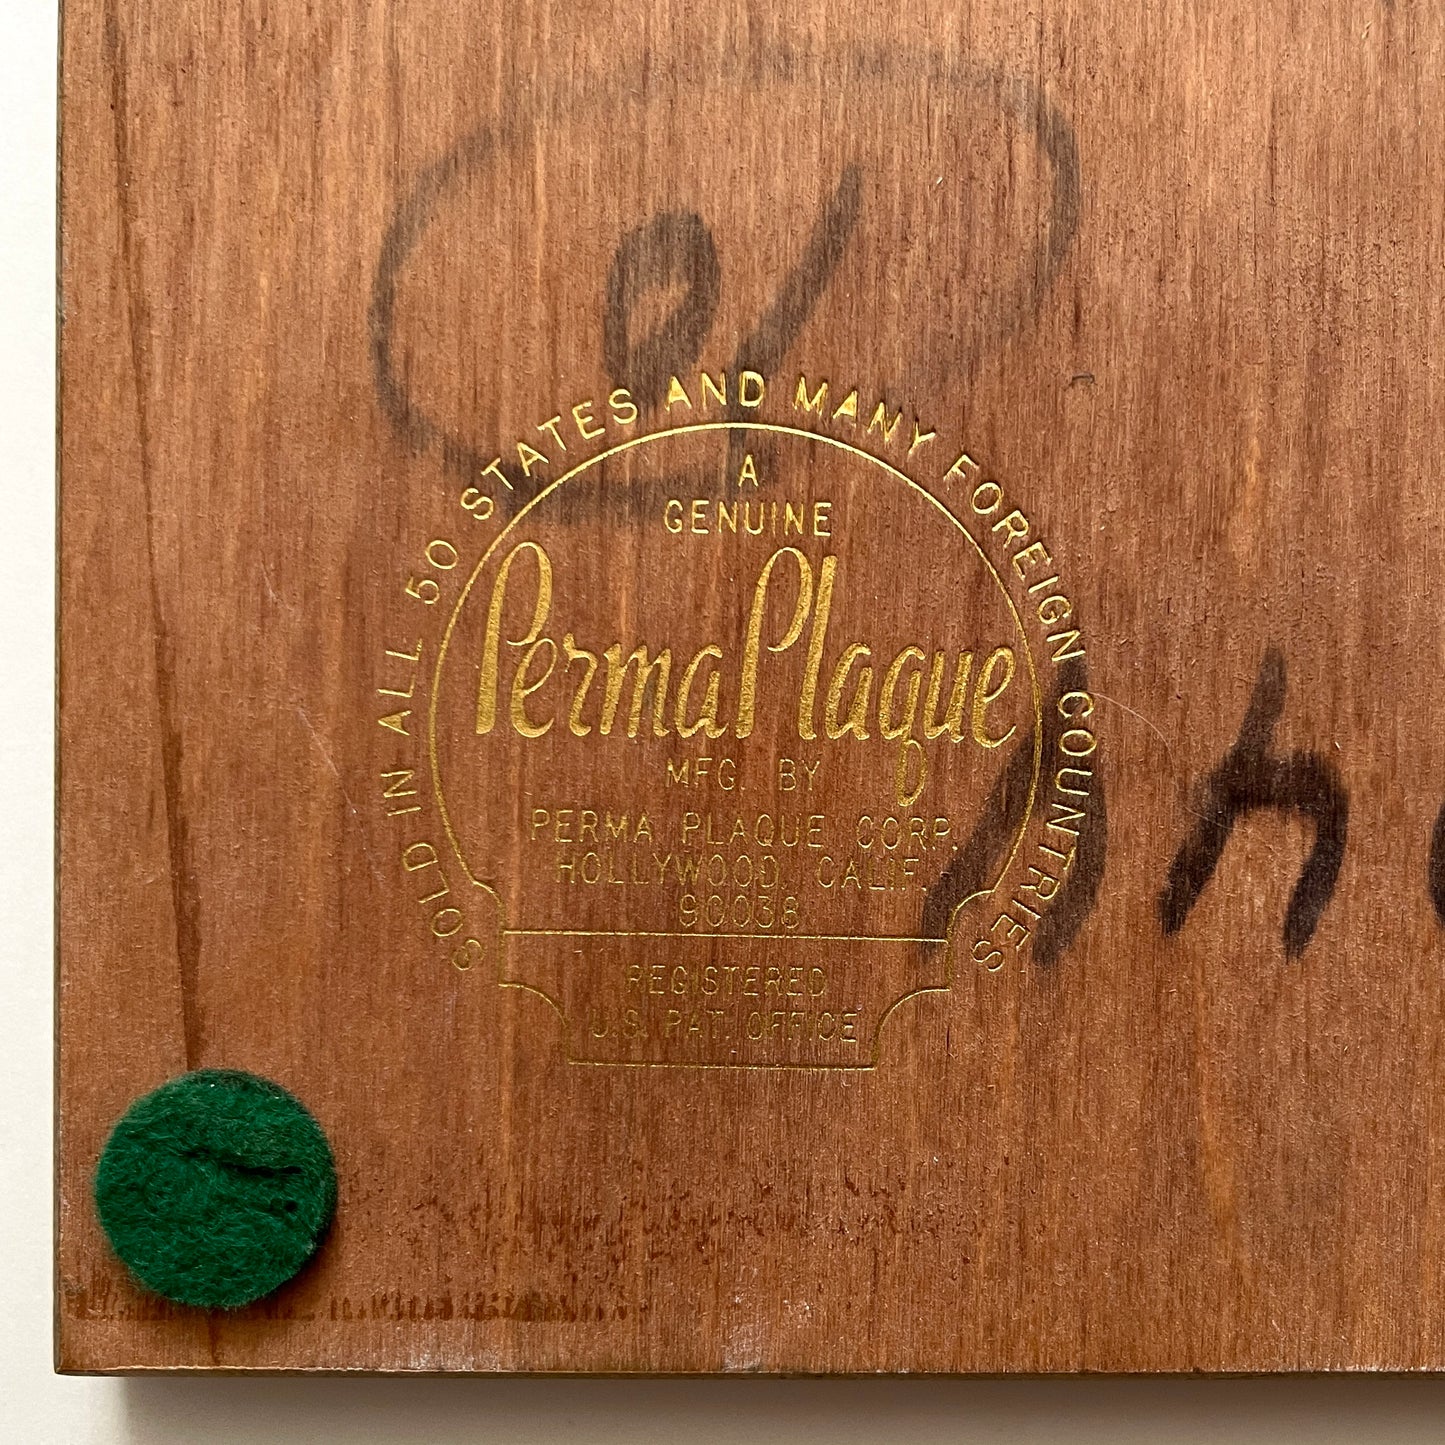 SOLD IN ALL 50 STATES AND MANY FOREIGN COUNTRIES
A
GENUINE
PermaPlaque
MFG. BY
PERMA PLAQUE CORP.
HOLLYWOOD, CALIF.
90038
REGISTERED
U.S. PAT. OFFICE